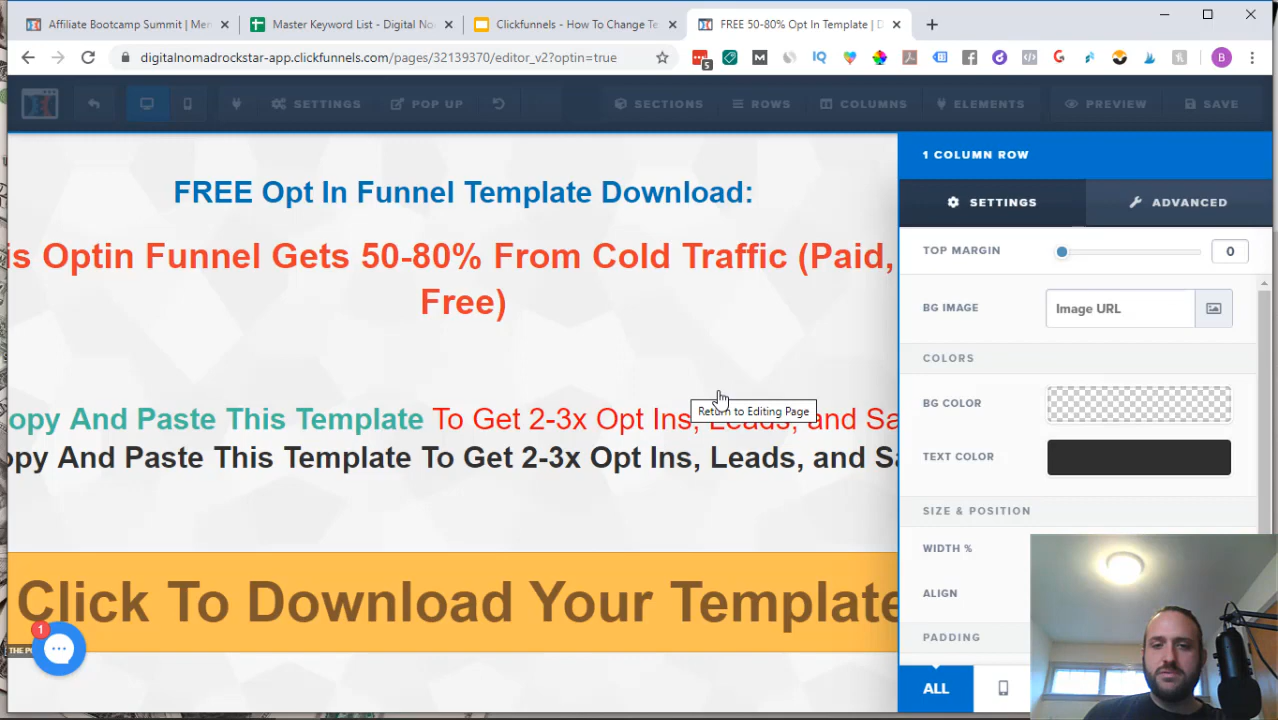 Affiliate Bootcamp Summit | Mem
Master Keyword List - Digital No
Clickfunnels - How To Change Te
FREE 50-80% Opt In Template | D
digitalnomadrockstar-app.clickfunnels.com/pages/32139370/editor_v2?optin=true
5
M
IQ
B
SETTINGS
POP UP
SECTIONS
ROWS
COLUMNS
ELEMENTS
PREVIEW
SAVE
FREE Opt In Funnel Template Download:
is Optin Funnel Gets 50-80% From Cold Traffic (Paid,
Free)
opy And Paste This Template To Get 2-3x Opt Ins, Leads, and Sa
opy And Paste This Template To Get 2-3x Opt Ins, Leads, and Sa
Return to Editing Page
Click To Download Your Template
1
THE P
1 COLUMN ROW
SETTINGS
ADVANCED
TOP MARGIN
0
BG IMAGE
Image URL
COLORS
BG COLOR
TEXT COLOR
SIZE & POSITION
WIDTH %
ALIGN
PADDING
ALL